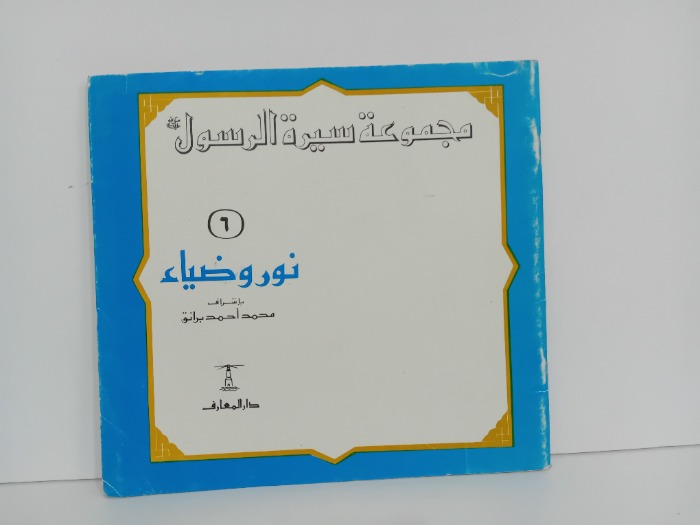 مجموعة سيرة الرسول ﷺ
٦
نور وضياء
بإشراف
محمد أحمد برانق
دار المعارف